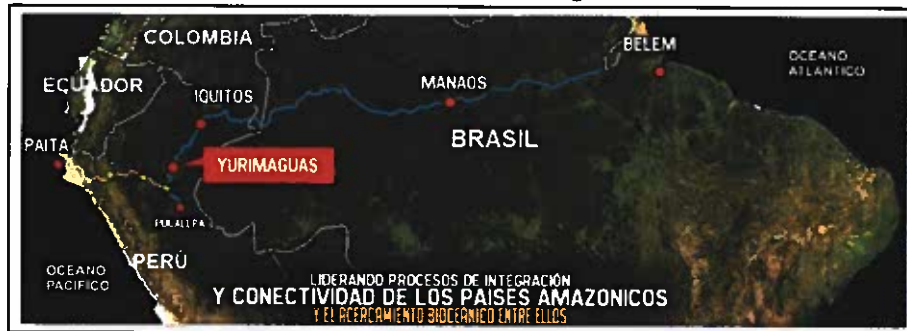 COLOMBIA
BELEM
OCEANO
ATLANTICO
ECUADOR
MANAOS
IQUITOS
BRASIL
PAITA
YURIMAGUAS
PUCALLPA
PERÚ
OCEANO
PACIFICO
LIDERANDO PROCESOS DE INTEGRACIÓN
Y CONECTIVIDAD DE LOS PAISES AMAZONICOS
Y EL ACERCAMIENTO BIOCEANICO ENTRE ELLOS